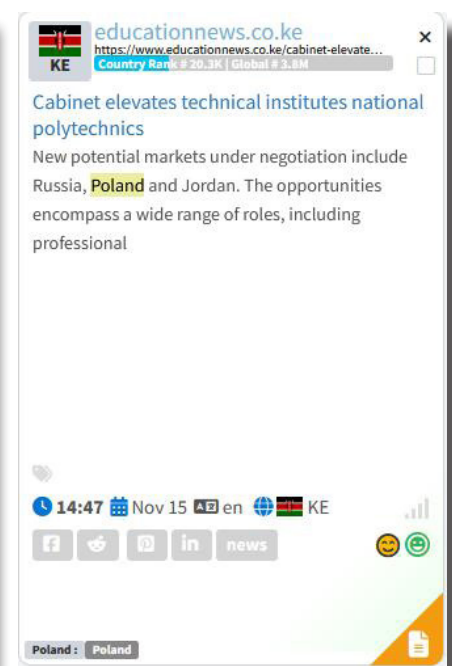 educationnews.co.ke
https://www.educationnews.co.ke/cabinet-elevate...
KE
Country Rank # 20.3K | Global # 3.8M
Cabinet elevates technical institutes national
polytechnics
New potential markets under negotiation include
Russia, Poland and Jordan. The opportunities
encompass a wide range of roles, including
professional
14:47 Nov 15 en KE
in news
Poland : Poland